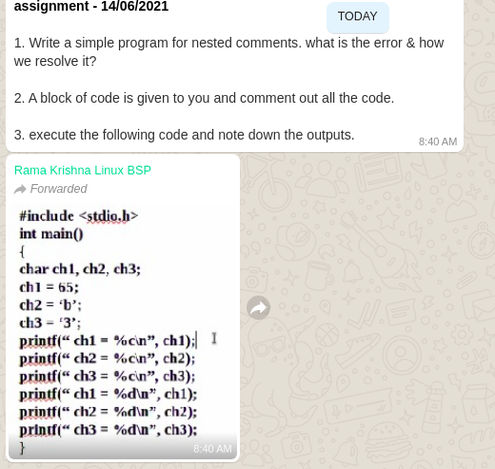 assignment - 14/06/2021
TODAY
1. Write a simple program for nested comments. what is the error & how
we resolve it?
2. A block of code is given to you and comment out all the code.
3. execute the following code and note down the outputs.
8:40 AM
Rama Krishna Linux BSP
Forwarded
#include <stdio.h>
int main()
{
char ch1, ch2, ch3;
ch1 = 65;
ch2 = ‘b’;
ch3 = ‘3’;
printf(“ ch1 = %c\n”, ch1);
printf(“ ch2 = %c\n”, ch2);
printf(“ ch3 = %c\n”, ch3);
printf(“ ch1 = %d\n”, ch1);
printf(“ ch2 = %d\n”, ch2);
printf(“ ch3 = %d\n”, ch3);
}
8:40 AM